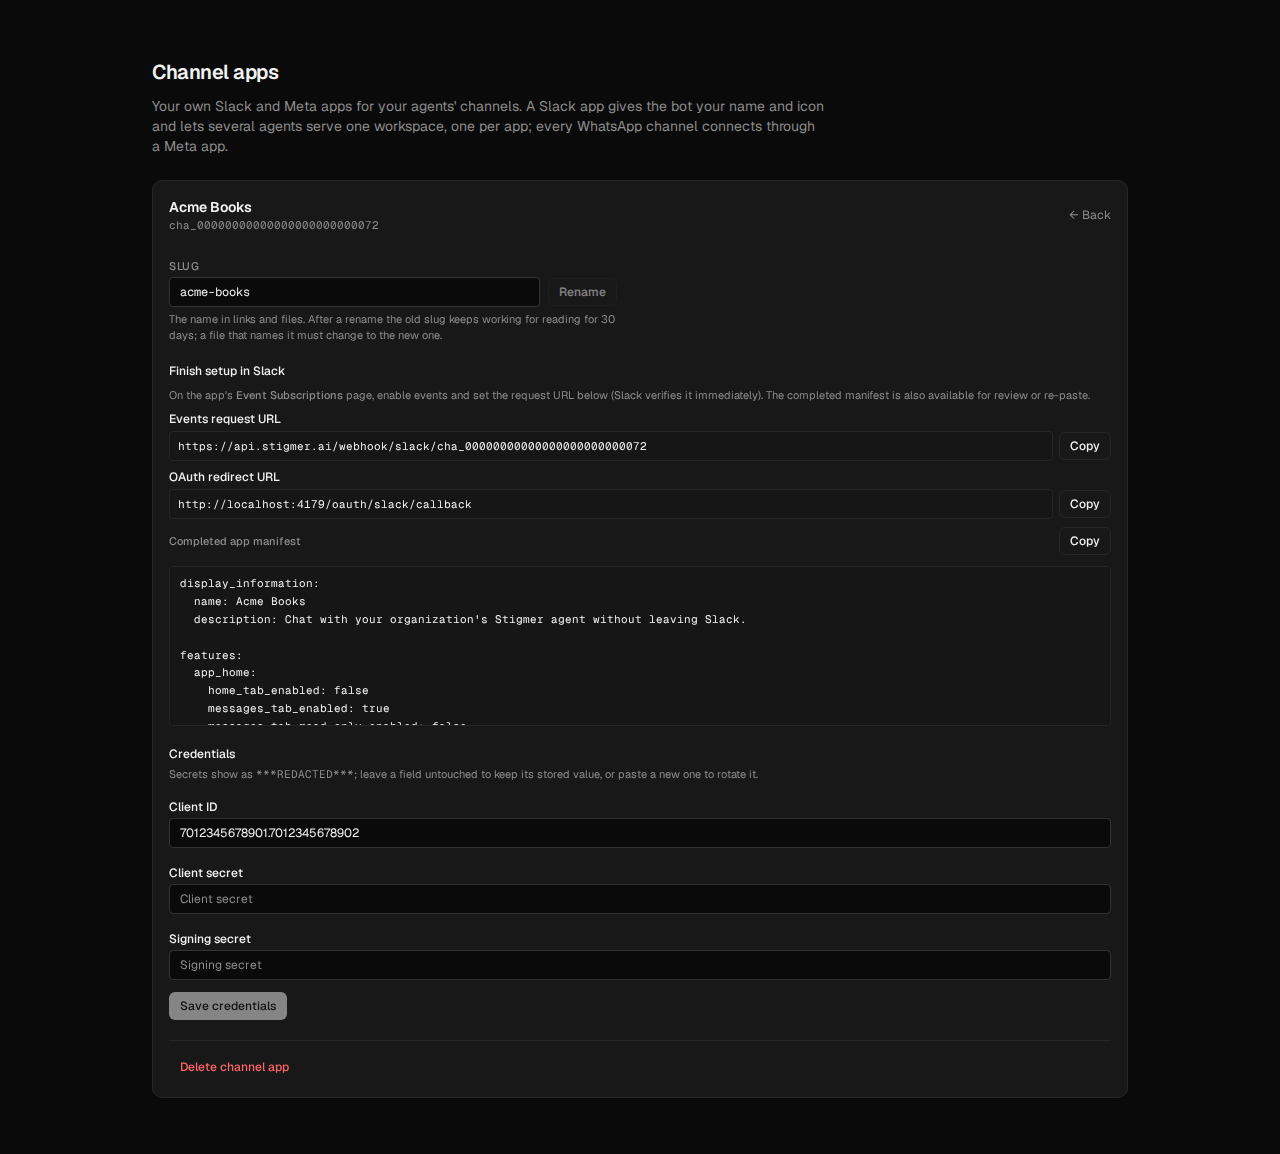 Channel apps
Your own Slack and Meta apps for your agents' channels. A Slack app gives the bot your name and icon
and lets several agents serve one workspace, one per app; every WhatsApp channel connects through
a Meta app.
Acme Books
cha_00000000000000000000000072
← Back
SLUG
acme-books
Rename
The name in links and files. After a rename the old slug keeps working for reading for 30
days; a file that names it must change to the new one.
Finish setup in Slack
On the app's Event Subscriptions page, enable events and set the request URL below (Slack verifies it immediately). The completed manifest is also available for review or re-paste.
Events request URL
https://api.stigmer.ai/webhook/slack/cha_00000000000000000000000072
Copy
OAuth redirect URL
http://localhost:4179/oauth/slack/callback
Copy
Completed app manifest
Copy
display_information:
  name: Acme Books
  description: Chat with your organization's Stigmer agent without leaving Slack.
features:
  app_home:
    home_tab_enabled: false
    messages_tab_enabled: true
    messages_tab_read_only_enabled: false
Credentials
Secrets show as ***REDACTED***; leave a field untouched to keep its stored value, or paste a new one to rotate it.
Client ID
7012345678901.7012345678902
Client secret
Client secret
Signing secret
Signing secret
Save credentials
Delete channel app